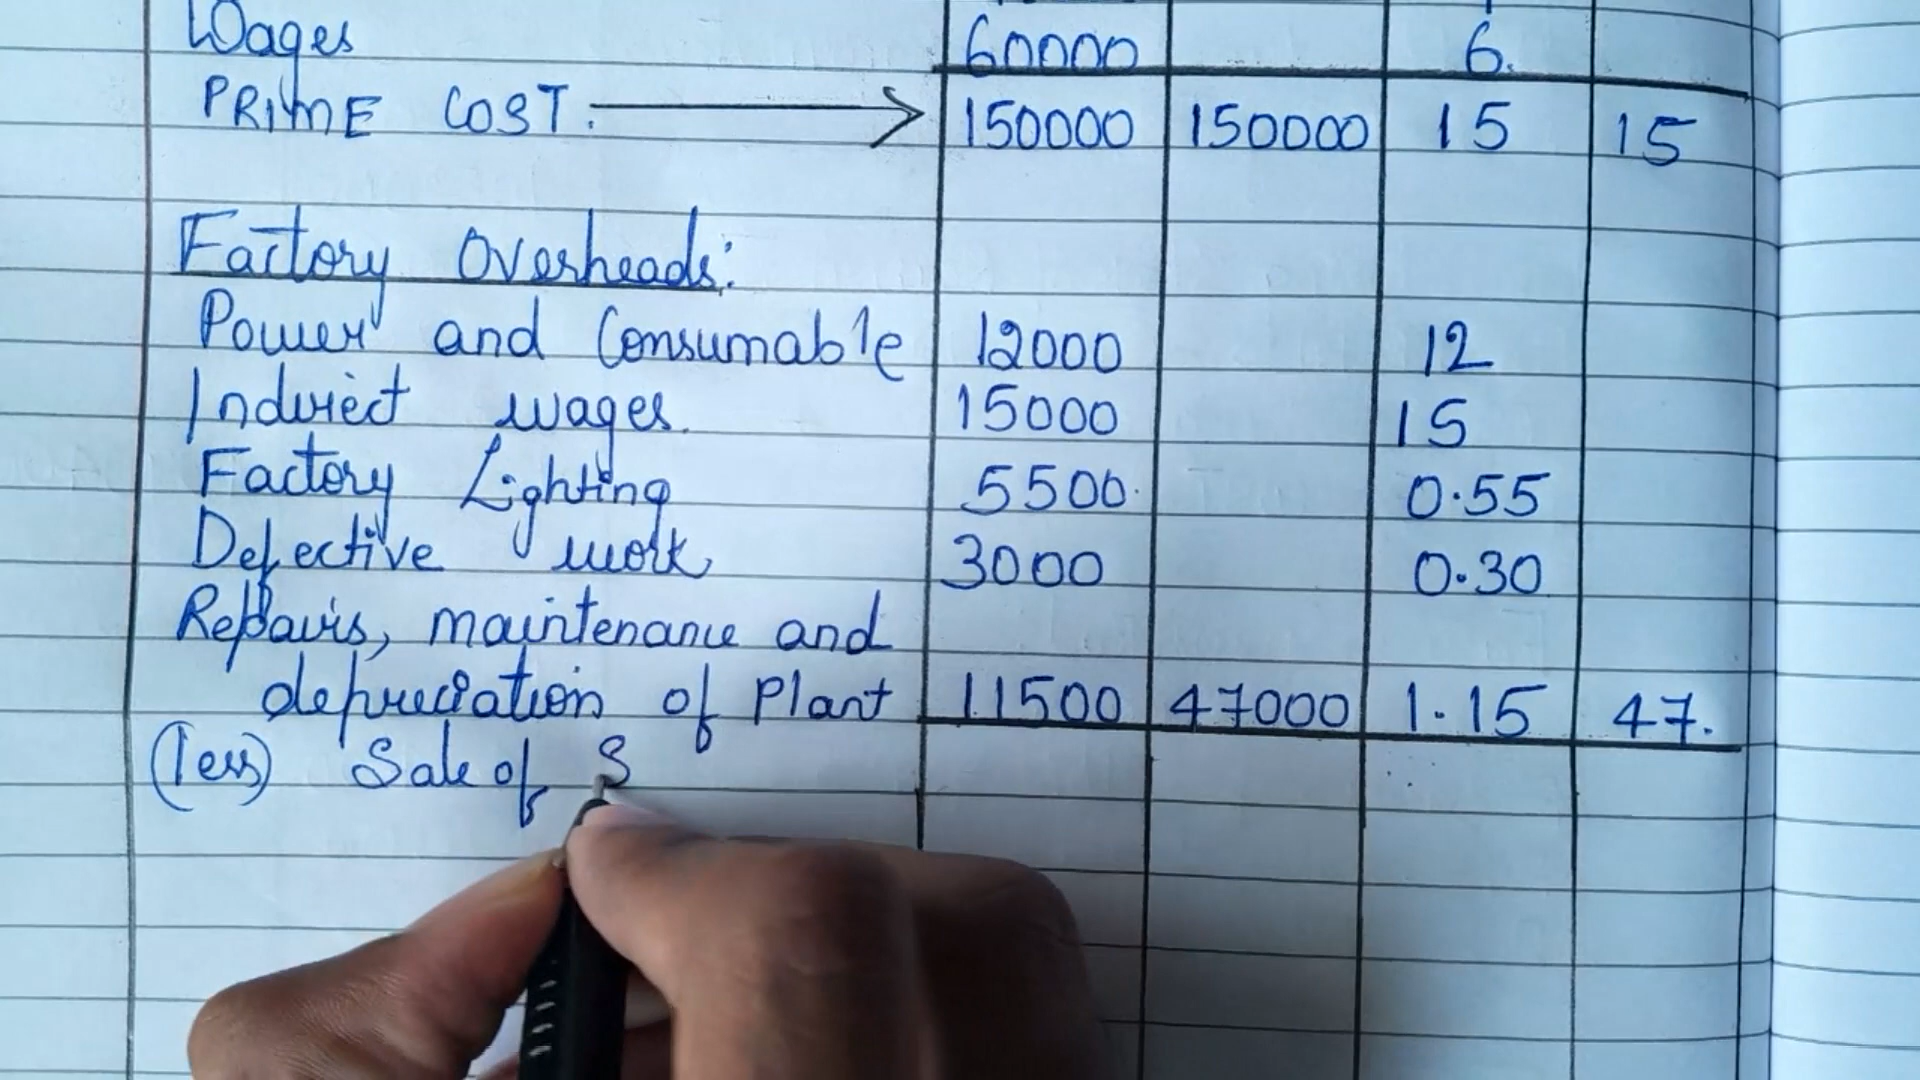 Wages 60000 6.
PRIME COST. 150000 150000 15 15
Factory Overheads:
Power and Consumable 12000 12
Indirect wages. 15000 15
Factory Lighting 5500 0.55
Defective work 3000 0.30
Repairs, maintenance and
depreciation of Plant 11500 47000 1.15 47.
(less) Sale of S